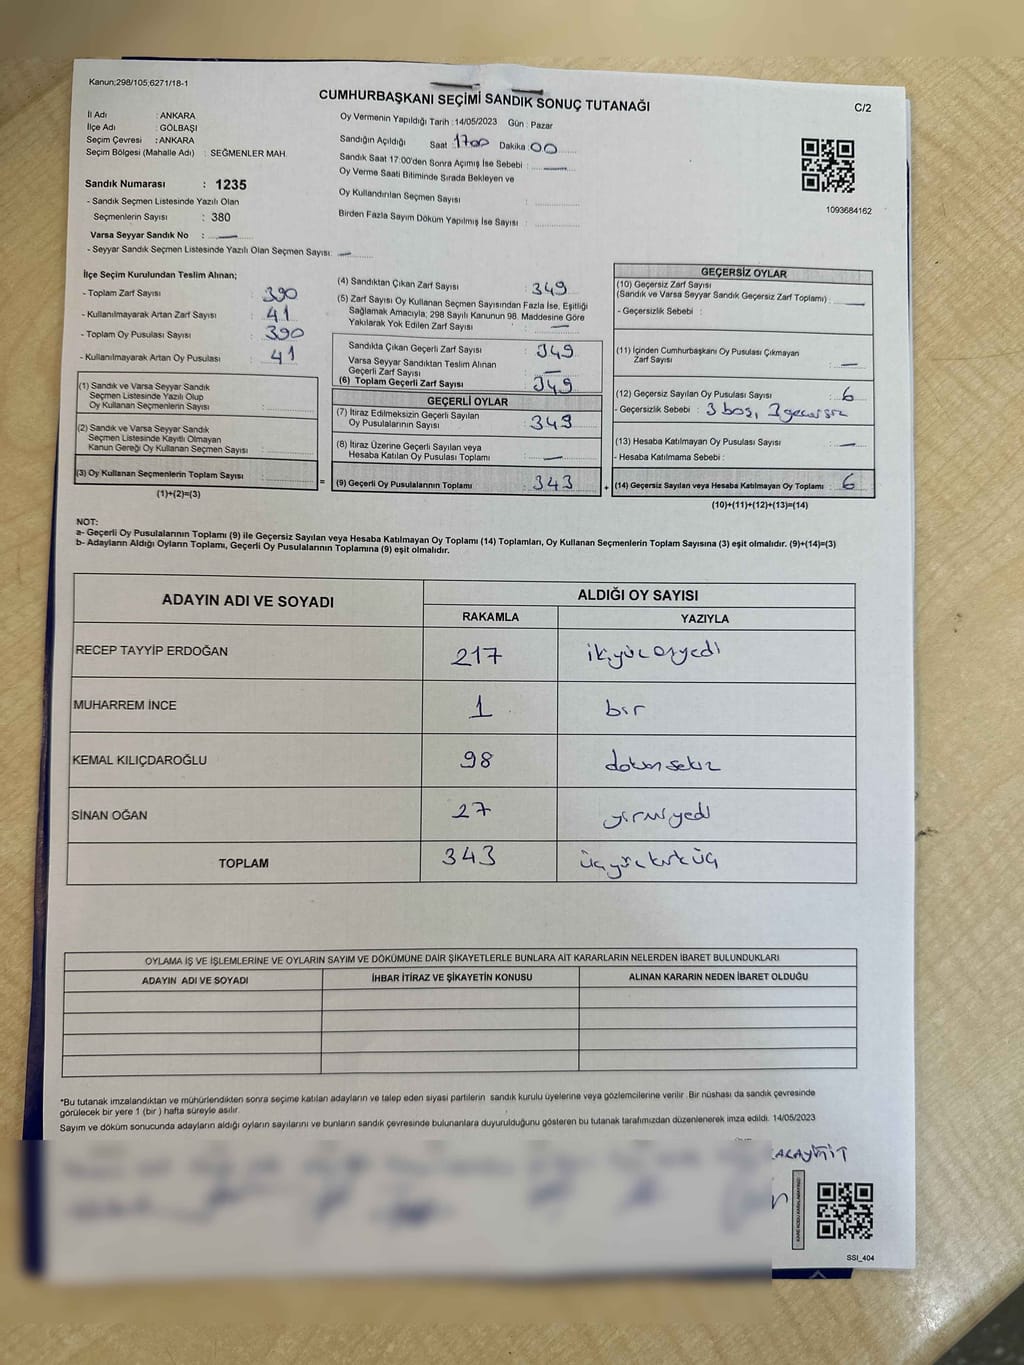 Kanun;298/105,6271/18-1
CUMHURBAŞKANI SEÇİMİ SANDIK SONUÇ TUTANAĞI
C/2
İl Adı : ANKARA
İlçe Adı : GÖLBAŞI
Seçim Çevresi : ANKARA
Seçim Bölgesi (Mahalle Adı) : SEĞMENLER MAH.
Oy Vermenin Yapıldığı Tarih :14/05/2023 Gün : Pazar
Sandığın Açıldığı Saat 1700 Dakika 00
Sandık Saat 17:00'den Sonra Açımış İse Sebebi : —
Oy Verme Saati Bitiminde Sırada Bekleyen ve
Oy Kullandırılan Seçmen Sayısı :
Birden Fazla Sayım Döküm Yapılmış İse Sayısı :
1093684162
Sandık Numarası : 1235
- Sandık Seçmen Listesinde Yazılı Olan
Seçmenlerin Sayısı : 380
Varsa Seyyar Sandık No : —
- Seyyar Sandık Seçmen Listesinde Yazılı Olan Seçmen Sayısı: —
İlçe Seçim Kurulundan Teslim Alınan;
- Toplam Zarf Sayısı : 390
- Kullanılmayarak Artan Zarf Sayısı : 41
- Toplam Oy Pusulası Sayısı : 390
- Kullanılmayarak Artan Oy Pusulası : 41
(1) Sandık ve Varsa Seyyar Sandık
Seçmen Listesinde Yazılı Olup
Oy Kullanan Seçmenlerin Sayısı :
(2) Sandık ve Varsa Seyyar Sandık
Seçmen Listesinde Kayıtlı Olmayan
Kanun Gereği Oy Kullanan Seçmen Sayısı :
(3) Oy Kullanan Seçmenlerin Toplam Sayısı :
(1)+(2)=(3)
=
(4) Sandıktan Çıkan Zarf Sayısı : 349
(5) Zarf Sayısı Oy Kullanan Seçmen Sayısından Fazla İse, Eşitliği
Sağlamak Amacıyla; 298 Sayılı Kanunun 98. Maddesine Göre
Yakılarak Yok Edilen Zarf Sayısı : —
Sandıkta Çıkan Geçerli Zarf Sayısı : 349
Varsa Seyyar Sandıktan Teslim Alınan
Geçerli Zarf Sayısı : —
(6) Toplam Geçerli Zarf Sayısı : 349
GEÇERLİ OYLAR
(7) İtiraz Edilmeksizin Geçerli Sayılan
Oy Pusulalarının Sayısı : 349
(8) İtiraz Üzerine Geçerli Sayılan veya
Hesaba Katılan Oy Pusulası Toplamı : —
(9) Geçerli Oy Pusulalarının Toplamı : 343
+
GEÇERSİZ OYLAR
(10) Geçersiz Zarf Sayısı
(Sandık ve Varsa Seyyar Sandık Geçersiz Zarf Toplamı) : —
- Geçersizlik Sebebi :
(11) İçinden Cumhurbaşkanı Oy Pusulası Çıkmayan
Zarf Sayısı : —
(12) Geçersiz Sayılan Oy Pusulası Sayısı : 6
- Geçersizlik Sebebi : 3 boş, 3 geçersiz
(13) Hesaba Katılmayan Oy Pusulası Sayısı : —
- Hesaba Katılmama Sebebi :
(14) Geçersiz Sayılan veya Hesaba Katılmayan Oy Toplamı : 6
(10)+(11)+(12)+(13)=(14)
NOT:
a- Geçerli Oy Pusulalarının Toplamı (9) ile Geçersiz Sayılan veya Hesaba Katılmayan Oy Toplamı (14) Toplamları, Oy Kullanan Seçmenlerin Toplam Sayısına (3) eşit olmalıdır. (9)+(14)=(3)
b- Adayların Aldığı Oyların Toplamı, Geçerli Oy Pusulalarının Toplamına (9) eşit olmalıdır.
ADAYIN ADI VE SOYADI
ALDIĞI OY SAYISI
RAKAMLA YAZIYLA
RECEP TAYYİP ERDOĞAN 217 ikiyüzonyedi
MUHARREM İNCE 1 bir
KEMAL KILIÇDAROĞLU 98 doksansekiz
SİNAN OĞAN 27 yirmiyedi
TOPLAM 343 üçyüzkırküç
OYLAMA İŞ VE İŞLEMLERİNE VE OYLARIN SAYIM VE DÖKÜMÜNE DAİR ŞİKAYETLERLE BUNLARA AİT KARARLARIN NELERDEN İBARET BULUNDUKLARI
ADAYIN ADI VE SOYADI İHBAR İTİRAZ VE ŞİKAYETİN KONUSU ALINAN KARARIN NEDEN İBARET OLDUĞU
*Bu tutanak imzalandıktan ve mühürlendikten sonra seçime katılan adayların ve talep eden siyasi partilerin sandık kurulu üyelerine veya gözlemcilerine verilir. Bir nüshası da sandık çevresinde
görülecek bir yere 1 (bir) hafta süreyle asılır.
Sayım ve döküm sonucunda adayların aldığı oyların sayılarını ve bunların sandık çevresinde bulunanlara duyurulduğunu gösteren bu tutanak tarafımızdan düzenlenerek imza edildi. 14/05/2023
SSI_404